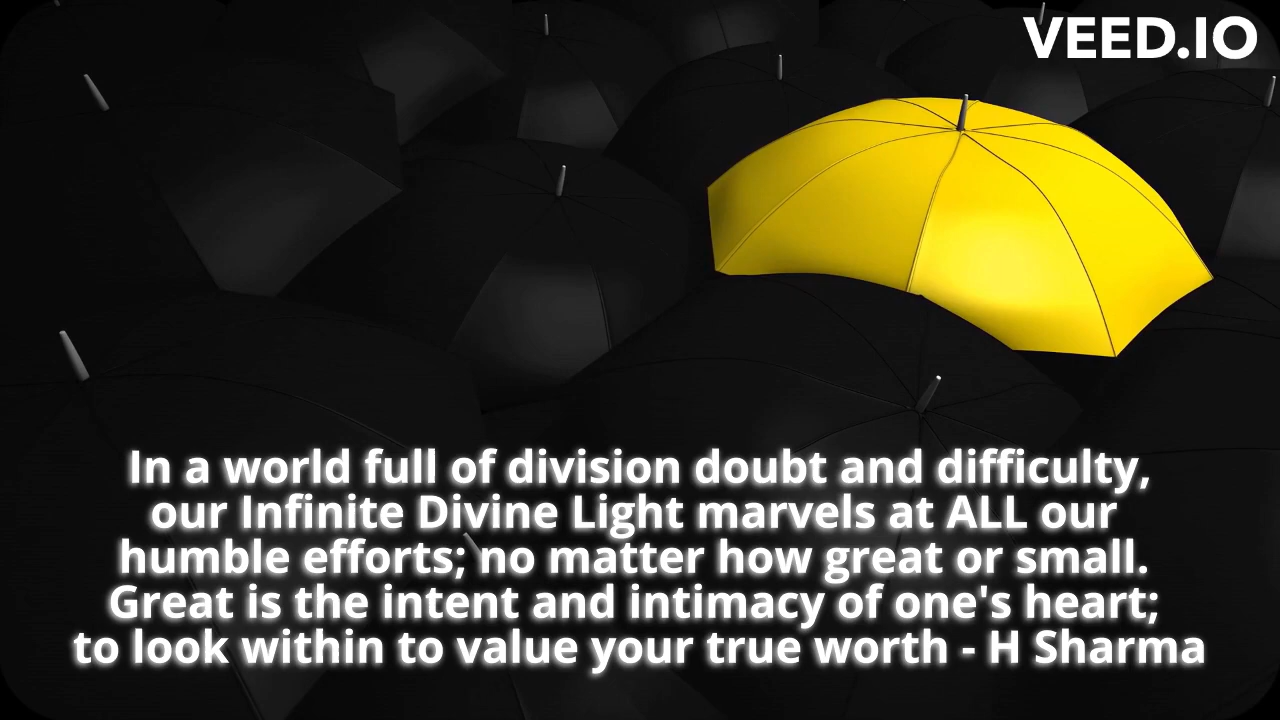 VEED.IO
In a world full of division doubt and difficulty,
our Infinite Divine Light marvels at ALL our
humble efforts; no matter how great or small.
Great is the intent and intimacy of one's heart;
to look within to value your true worth - H Sharma